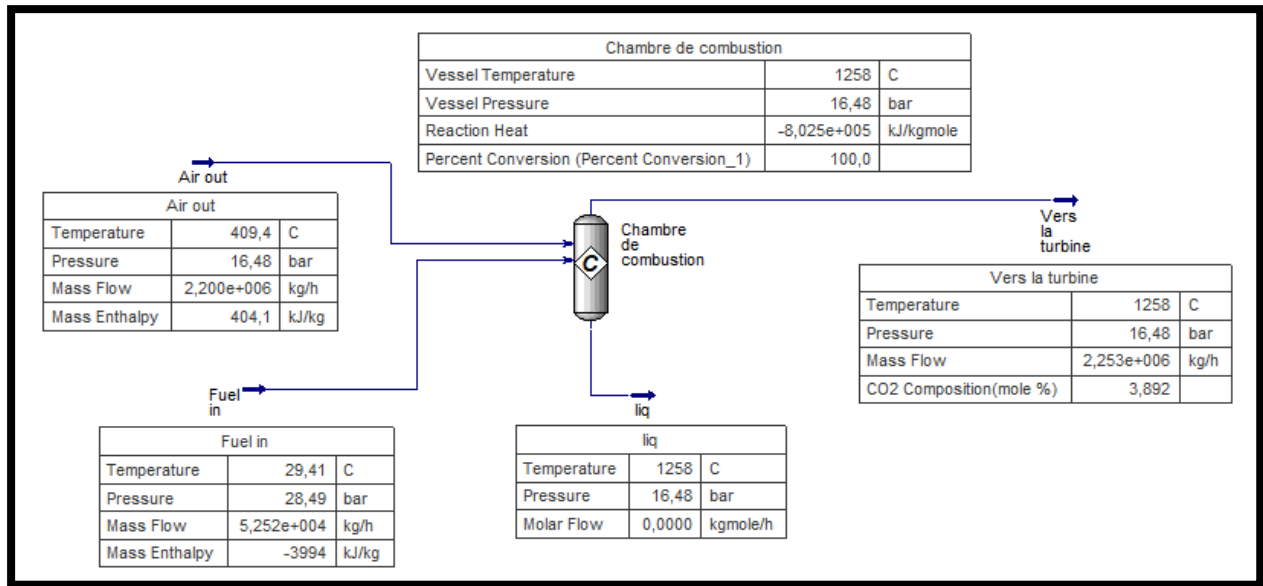 Chambre de combustion
Vessel Temperature 1258 C
Vessel Pressure 16,48 bar
Reaction Heat -8,025e+005 kJ/kgmole
Percent Conversion (Percent Conversion_1) 100,0
Air out
Air out
Temperature 409,4 C
Pressure 16,48 bar
Mass Flow 2,200e+006 kg/h
Mass Enthalpy 404,1 kJ/kg
C
Chambre
de
combustion
Vers
la
turbine
Vers la turbine
Temperature 1258 C
Pressure 16,48 bar
Mass Flow 2,253e+006 kg/h
CO2 Composition(mole %) 3,892
Fuel
in
Fuel in
Temperature 29,41 C
Pressure 28,49 bar
Mass Flow 5,252e+004 kg/h
Mass Enthalpy -3994 kJ/kg
liq
liq
Temperature 1258 C
Pressure 16,48 bar
Molar Flow 0,0000 kgmole/h